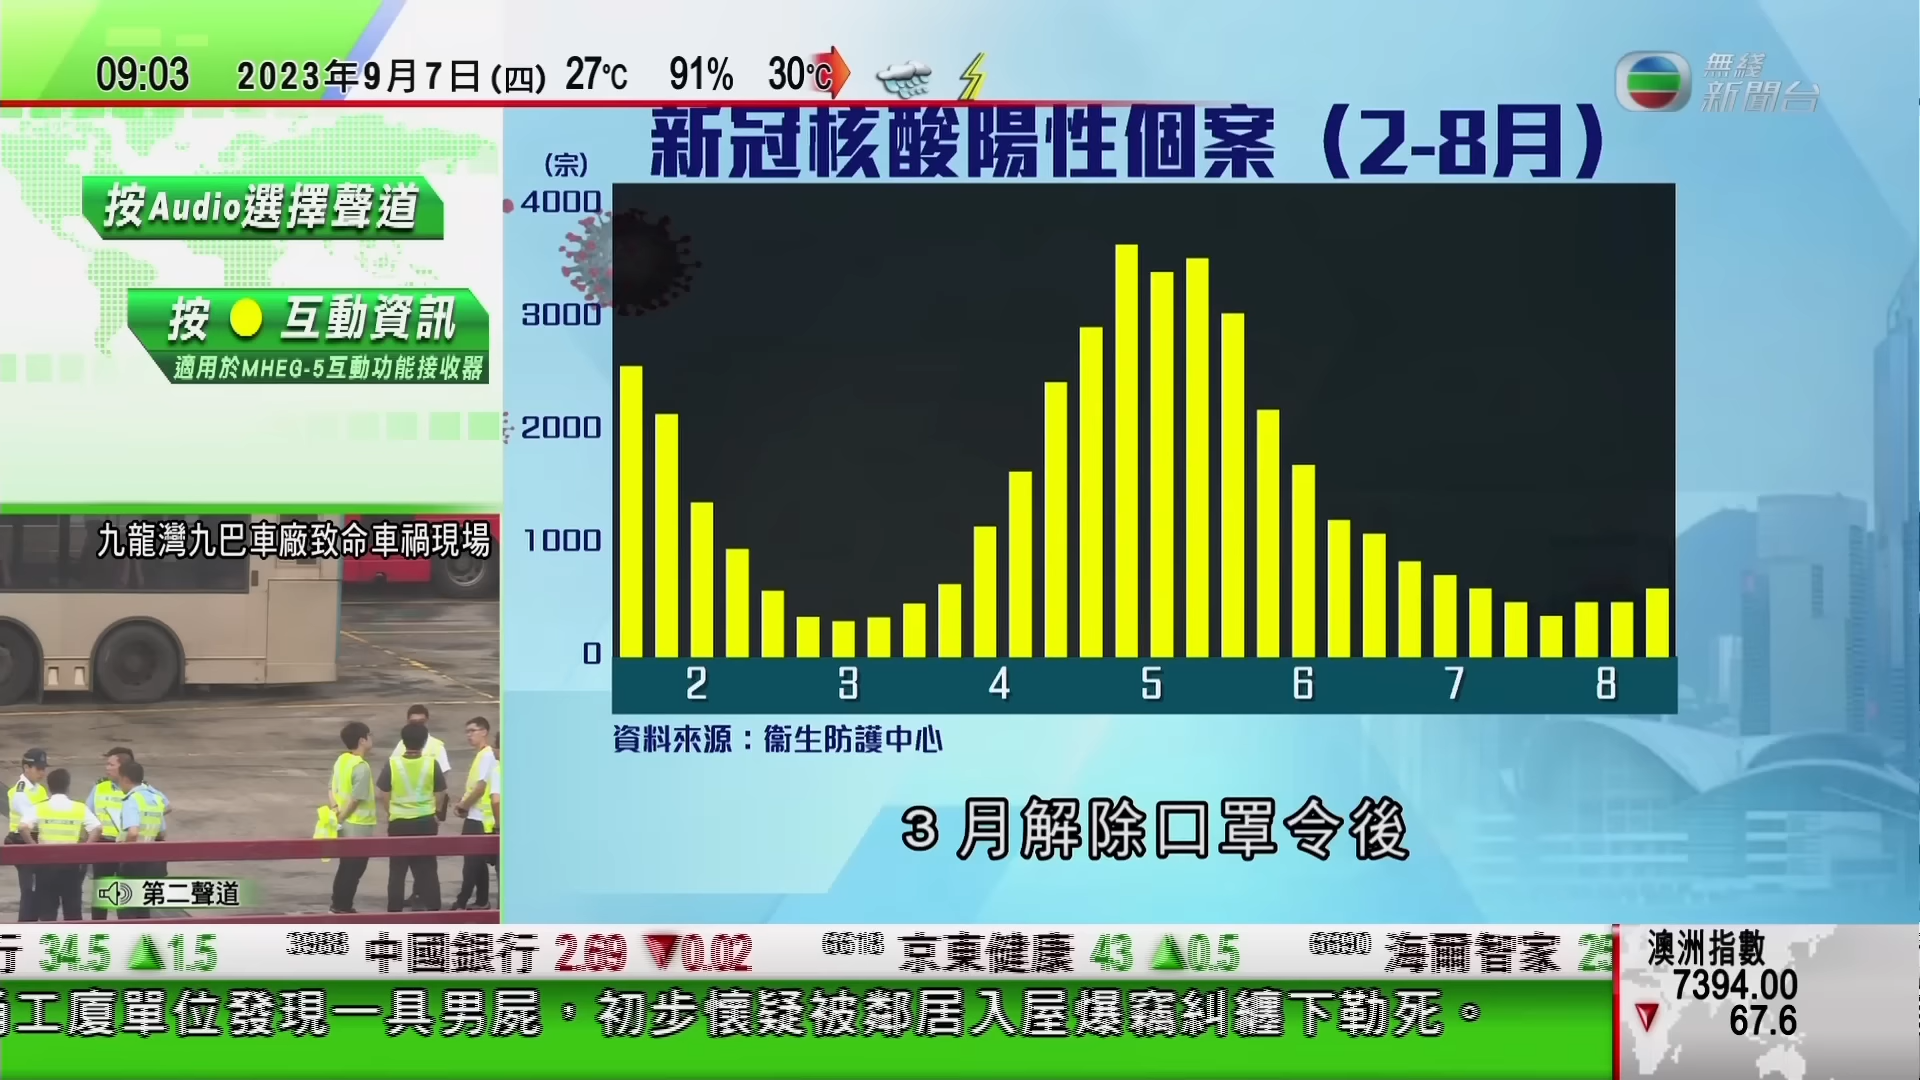 09:03 2023年9月7日(四) 27℃ 91% 30℃
無綫
新聞台
按Audio選擇聲道
按 互動資訊
適用於MHEG-5互動功能接收器
九龍灣九巴車廠致命車禍現場
第二聲道
新冠核酸陽性個案（2-8月）
(宗)
4000
3000
2000
1000
0
2 3 4 5 6 7 8
資料來源：衞生防護中心
3月解除口罩令後
行 34.5 ▲1.5 3988 中國銀行 2.69 ▼0.02 6618 京東健康 43 ▲0.5 6690 海爾智家 25
工廈單位發現一具男屍，初步懷疑被鄰居入屋爆竊糾纏下勒死。
澳洲指數
7394.00
▼ 67.6